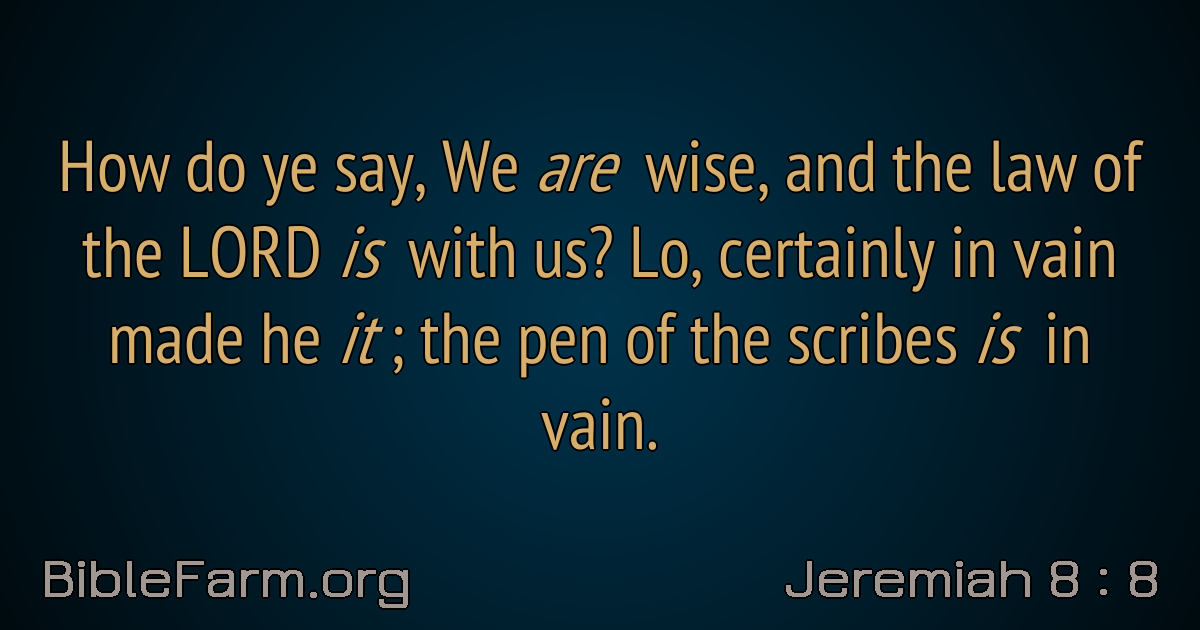 How do ye say, We are wise, and the law of
the LORD is with us? Lo, certainly in vain
made he it; the pen of the scribes is in
vain.
BibleFarm.org
Jeremiah 8 : 8